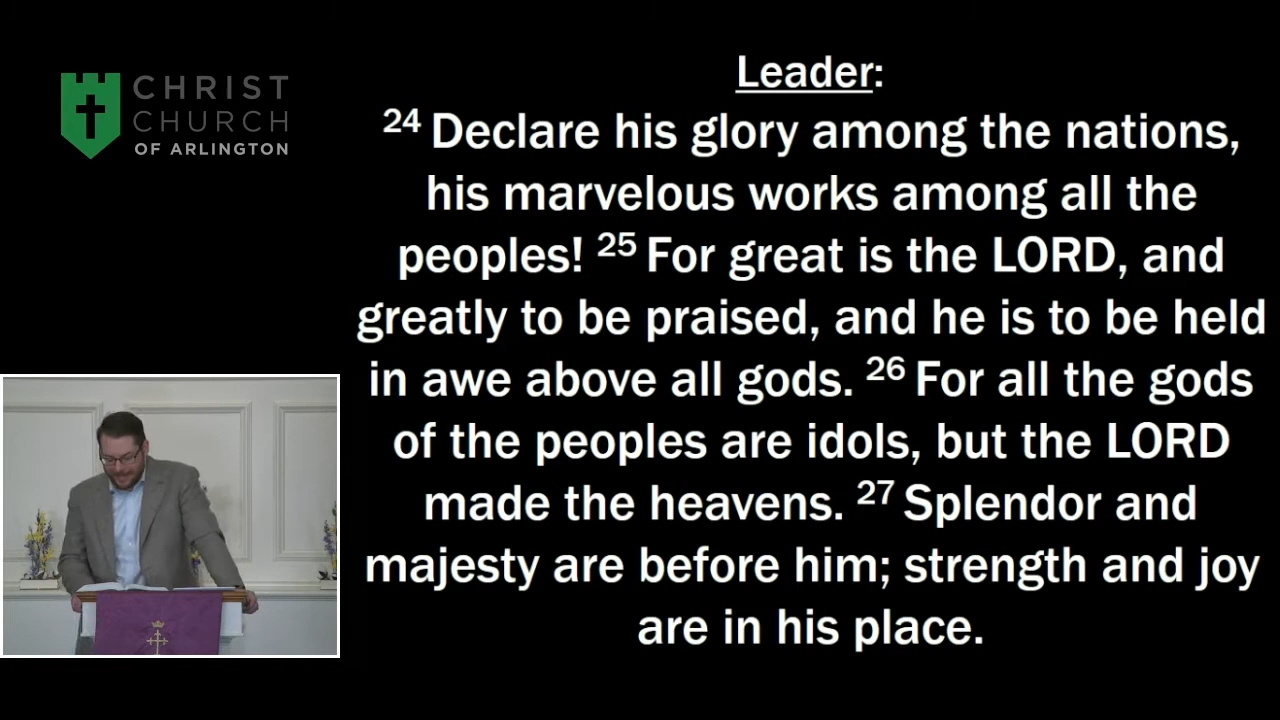 CHRIST
CHURCH
OF ARLINGTON
Leader:
24 Declare his glory among the nations,
his marvelous works among all the
peoples! 25 For great is the LORD, and
greatly to be praised, and he is to be held
in awe above all gods. 26 For all the gods
of the peoples are idols, but the LORD
made the heavens. 27 Splendor and
majesty are before him; strength and joy
are in his place.